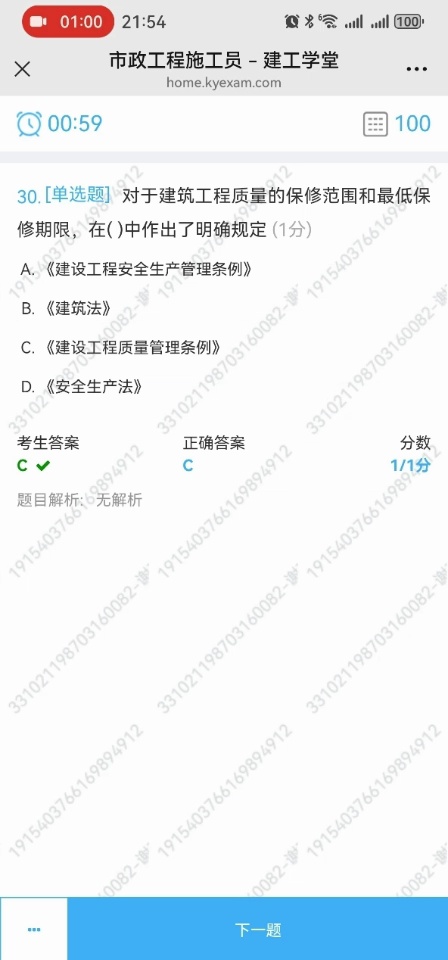 01:00 21:54 100
市政工程施工员 – 建工学堂
home.kyexam.com
00:59 100
30. [单选题] 对于建筑工程质量的保修范围和最低保
修期限，在( )中作出了明确规定 (1分)
A. 《建设工程安全生产管理条例》
B. 《建筑法》
C. 《建设工程质量管理条例》
D. 《安全生产法》
考生答案 正确答案 分数
C C 1/1分
题目解析： 无解析
下一题